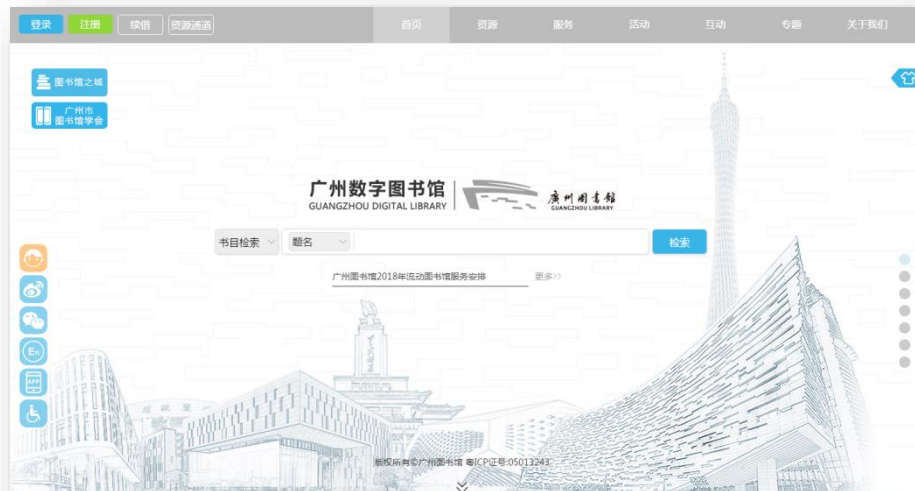 登录 注册 续借 资源通道 首页 资源 服务 活动 互动 专题 关于我们
图书馆之城
广州市
图书馆学会
广州数字图书馆 廣州圖書館
GUANGZHOU DIGITAL LIBRARY GUANGZHOU LIBRARY
书目检索 题名 检索
广州图书馆2018年流动图书馆服务安排 更多>>
En
APP
版权所有©广州图书馆 粤ICP证号:05013243